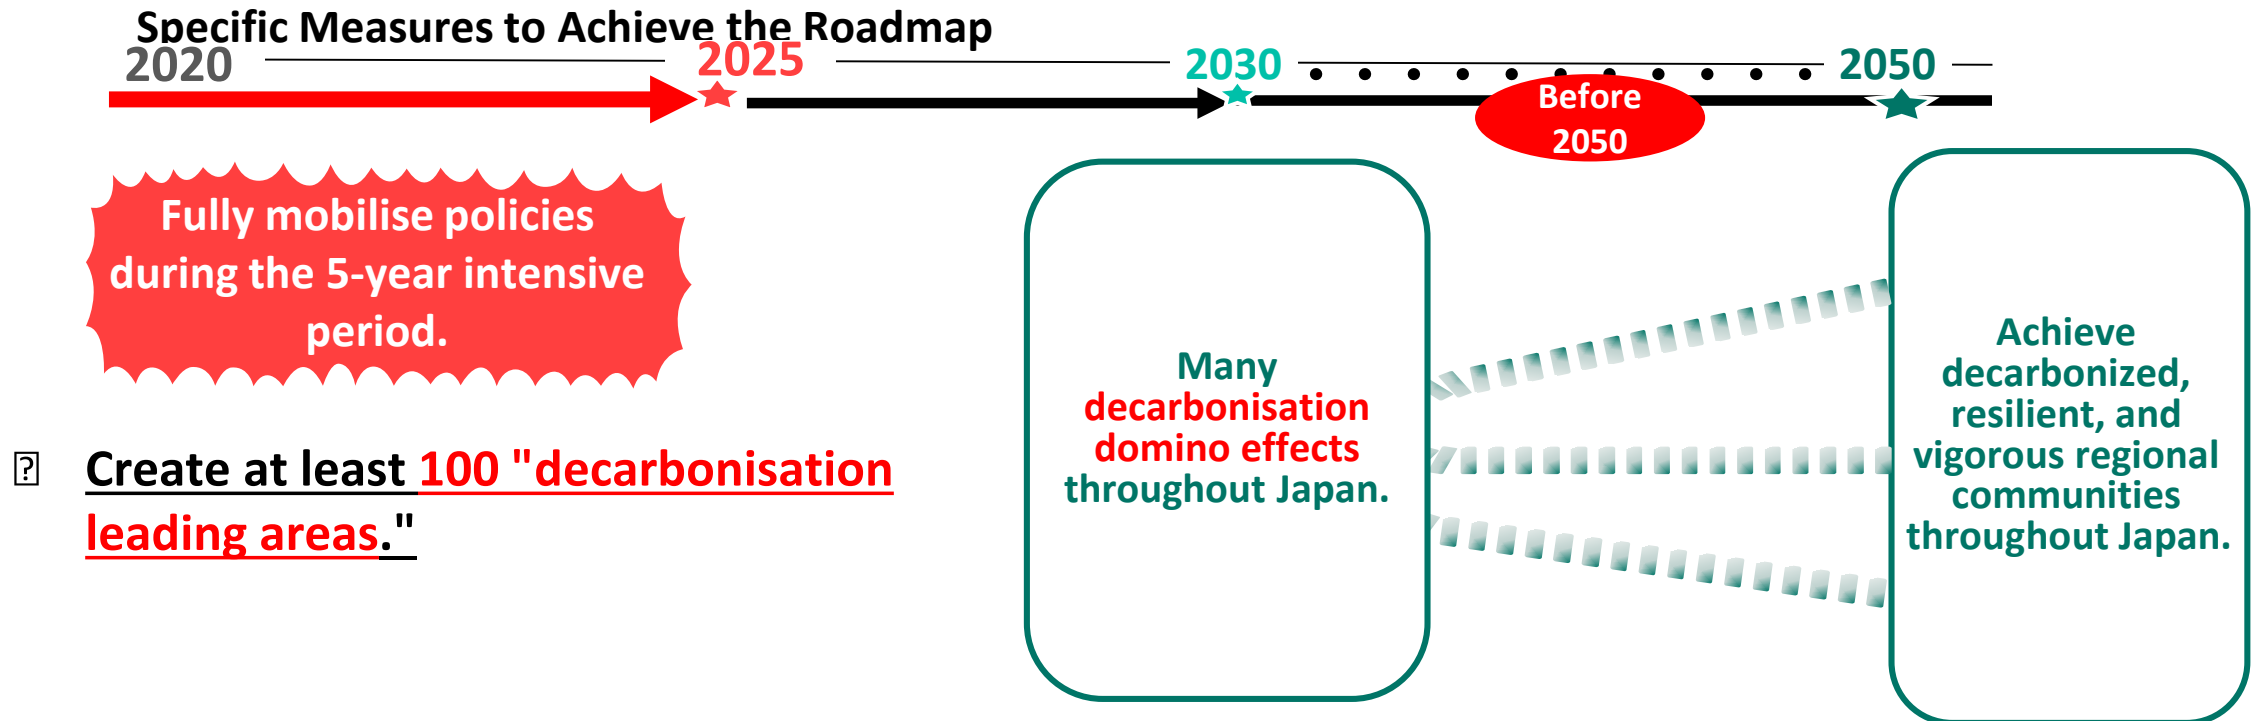 Specific Measures to Achieve the Roadmap
2020
2025
2030
2050
Before
2050
Fully mobilise policies
during the 5-year intensive
period.
Create at least 100 "decarbonisation
leading areas."
Many
decarbonisation
domino effects
throughout Japan.
Achieve
decarbonized,
resilient, and
vigorous regional
communities
throughout Japan.